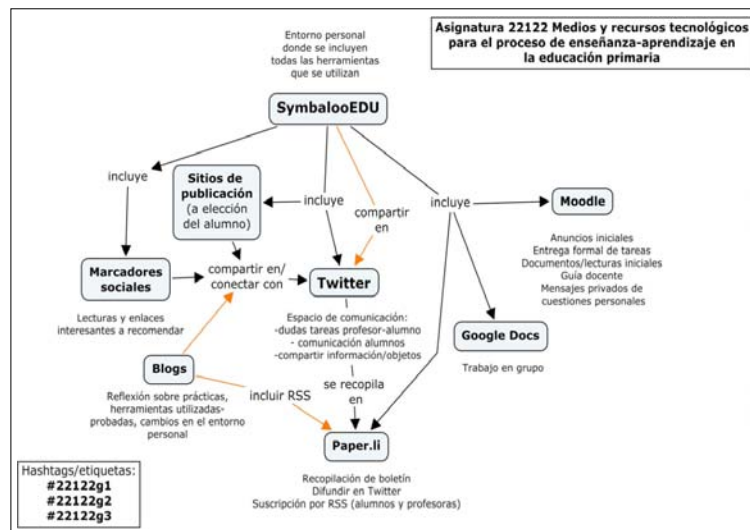 Entorno personal
donde se incluyen
todas las herramientas
que se utilizan
Asignatura 22122 Medios y recursos tecnológicos
para el proceso de enseñanza-aprendizaje en
la educación primaria
SymbalooEDU
incluye
Sitios de
publicación
(a elección
del alumno)
incluye
compartir
en
incluye
Moodle
Anuncios iniciales
Entrega formal de tareas
Documentos/lecturas iniciales
Guía docente
Mensajes privados de
cuestiones personales
Marcadores
sociales
compartir en/
conectar con
Twitter
Lecturas y enlaces
interesantes a recomendar
Espacio de comunicación:
-dudas tareas profesor-alumno
- comunicación alumnos
-compartir información/objetos
Google Docs
Trabajo en grupo
Blogs
Reflexión sobre prácticas,
herramientas utilizadas-
probadas, cambios en el entorno
personal
incluir RSS
se recopila
en
Paper.li
Recopilación de boletín
Difundir en Twitter
Suscripción por RSS (alumnos y profesoras)
Hashtags/etiquetas:
#22122g1
#22122g2
#22122g3